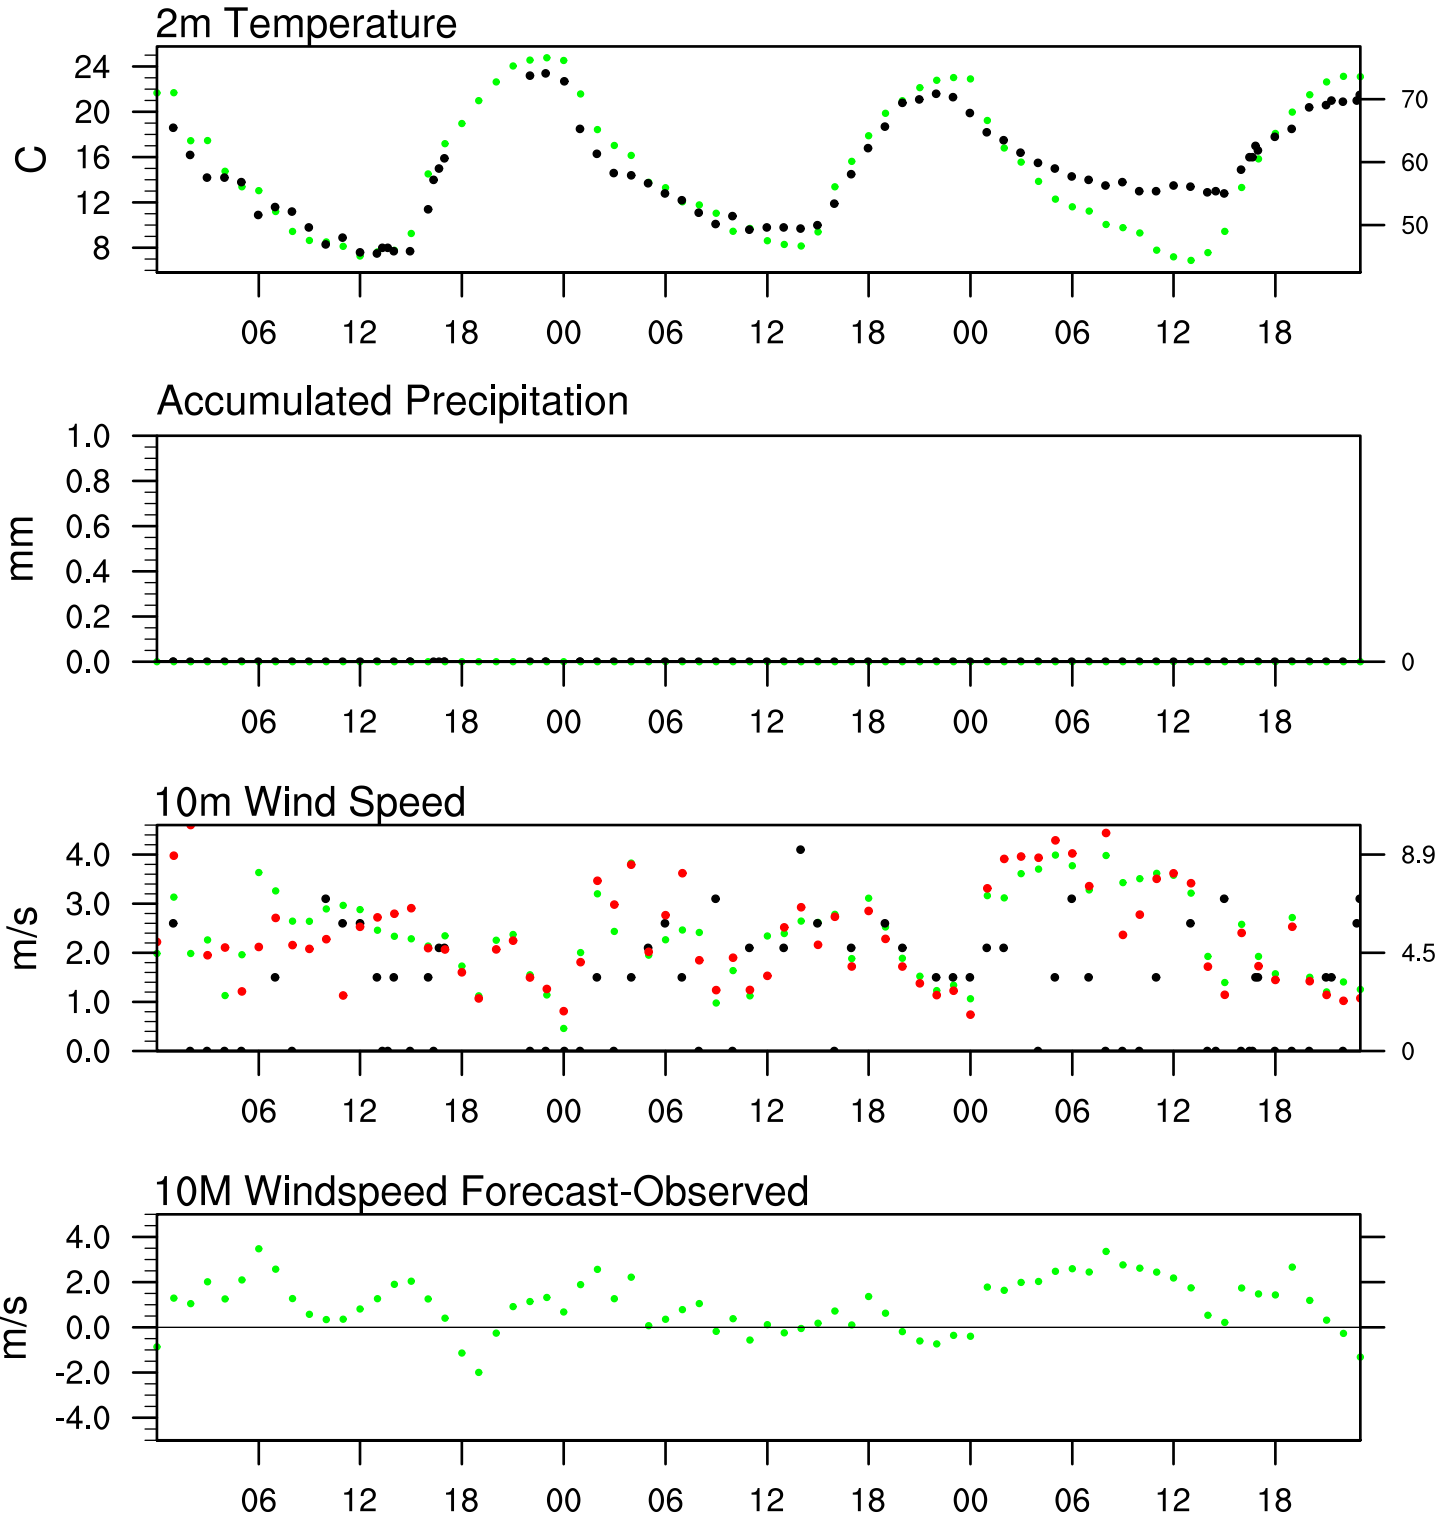 2m Temperature
24
20
16
12
8
C
70
60
50
06 12 18 00 06 12 18 00 06 12 18
Accumulated Precipitation
1.0
0.8
0.6
0.4
0.2
0.0
mm
0
06 12 18 00 06 12 18 00 06 12 18
10m Wind Speed
4.0
3.0
2.0
1.0
0.0
m/s
8.9
4.5
0
06 12 18 00 06 12 18 00 06 12 18
10M Windspeed Forecast-Observed
4.0
2.0
0.0
-2.0
-4.0
m/s
06 12 18 00 06 12 18 00 06 12 18